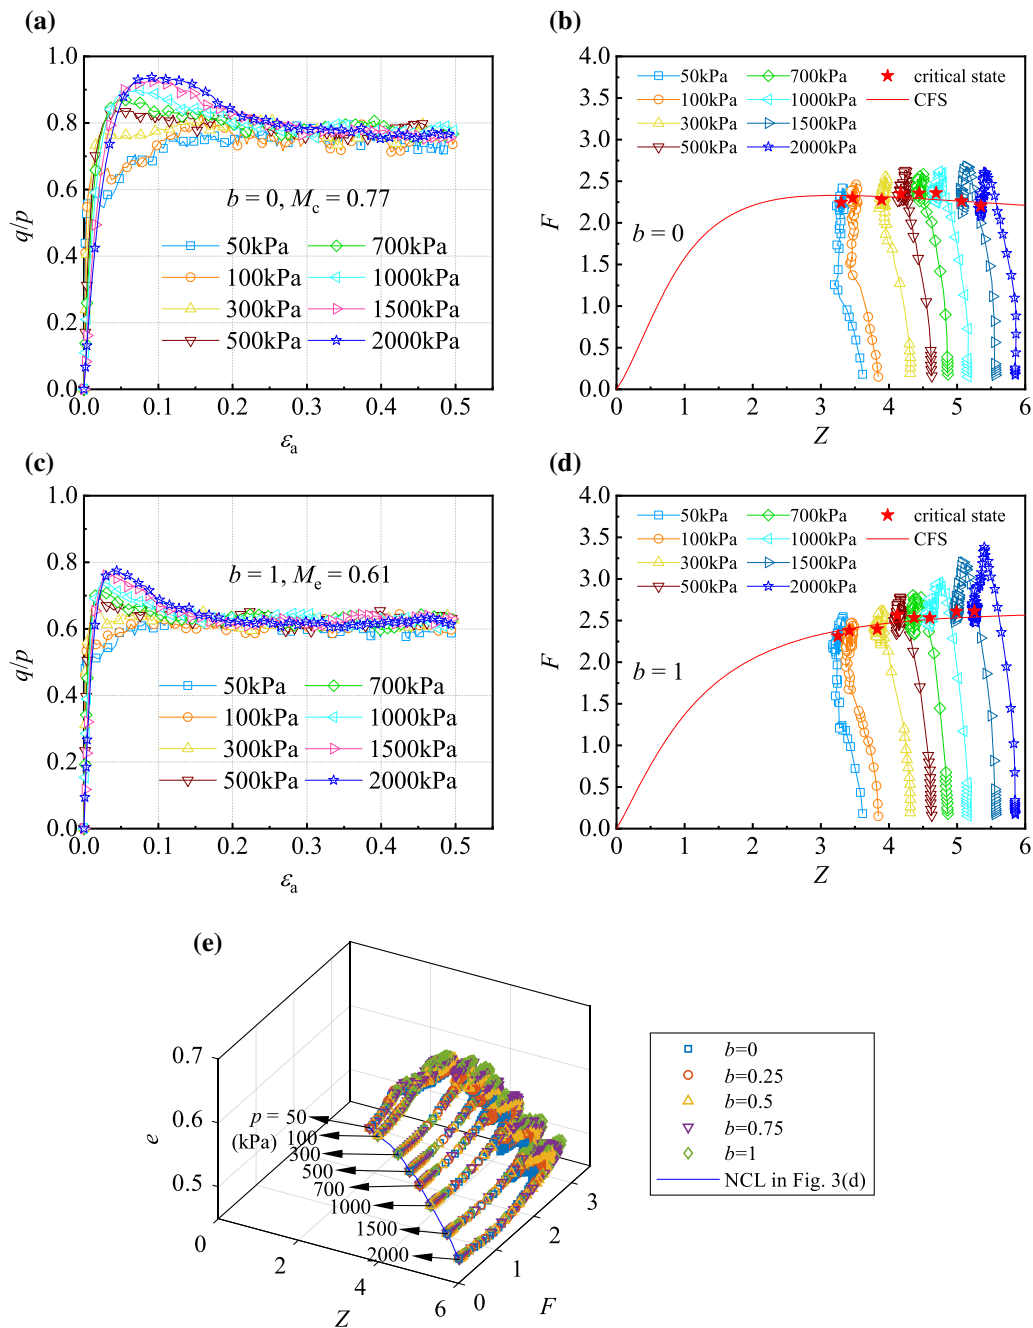 (a)
1.0
0.8
0.6
0.4
0.2
0.0
q/p
b = 0, M_c = 0.77
50kPa 700kPa
100kPa 1000kPa
300kPa 1500kPa
500kPa 2000kPa
0.0 0.1 0.2 0.3 0.4 0.5
ε_a
(b)
4.0
3.5
3.0
2.5
2.0
1.5
1.0
0.5
0.0
F
50kPa 700kPa critical state
100kPa 1000kPa CFS
300kPa 1500kPa
500kPa 2000kPa
b = 0
0 1 2 3 4 5 6
Z
(c)
1.0
0.8
0.6
0.4
0.2
0.0
q/p
b = 1, M_e = 0.61
50kPa 700kPa
100kPa 1000kPa
300kPa 1500kPa
500kPa 2000kPa
0.0 0.1 0.2 0.3 0.4 0.5
ε_a
(d)
4.0
3.5
3.0
2.5
2.0
1.5
1.0
0.5
0.0
F
50kPa 700kPa critical state
100kPa 1000kPa CFS
300kPa 1500kPa
500kPa 2000kPa
b = 1
0 1 2 3 4 5 6
Z
(e)
0.7
0.6
0.5
e
p = 50
(kPa) 100
300
500
700
1000
1500
2000
0 2 4 6
Z
0 1 2 3
F
b=0
b=0.25
b=0.5
b=0.75
b=1
NCL in Fig. 3(d)